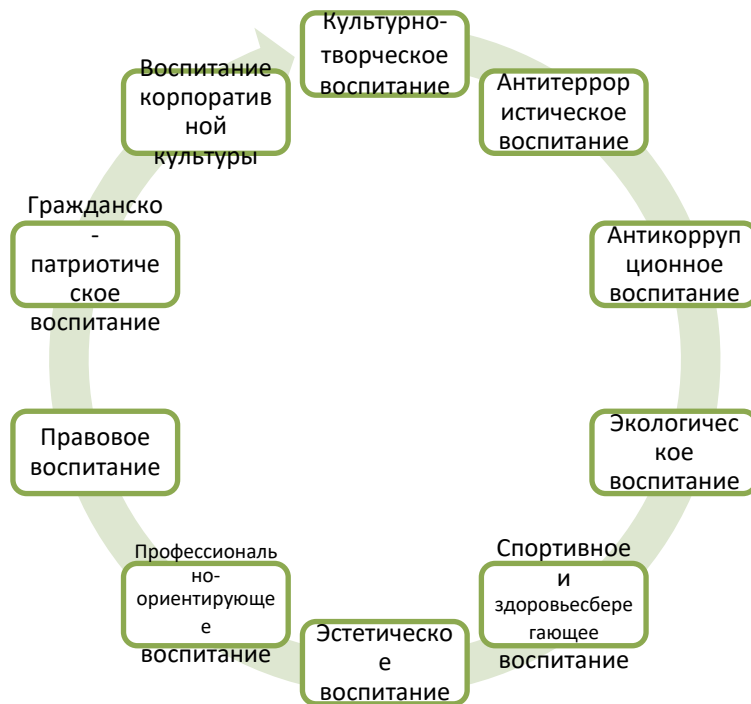 Культурно-
творческое
воспитание
Антитеррор
истическое
воспитание
Антикорруп
ционное
воспитание
Экологичес
кое
воспитание
Спортивное
и
здоровьесбере
гающее
воспитание
Эстетическо
е
воспитание
Профессиональ
но-
ориентирующе
е
воспитание
Правовое
воспитание
Гражданско
-
патриотиче
ское
воспитание
Воспитание
корпоратив
ной
культуры